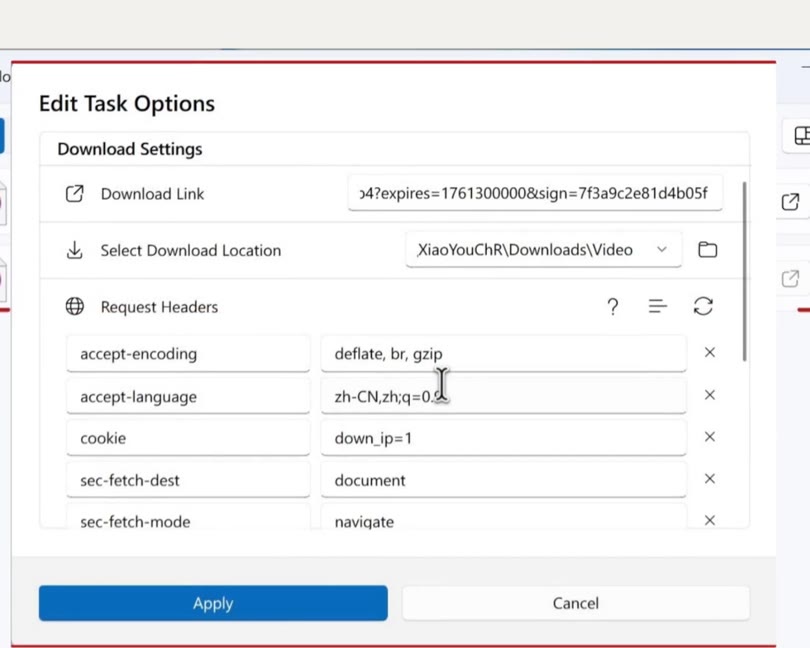 Edit Task Options
Download Settings
Download Link
4?expires=1761300000&sign=7f3a9c2e81d4b05f
Select Download Location
XiaoYouChR\Downloads\Video
Request Headers
?
accept-encoding
deflate, br, gzip
accept-language
zh-CN,zh;q=0.
cookie
down_ip=1
sec-fetch-dest
document
sec-fetch-mode
navigate
Apply
Cancel